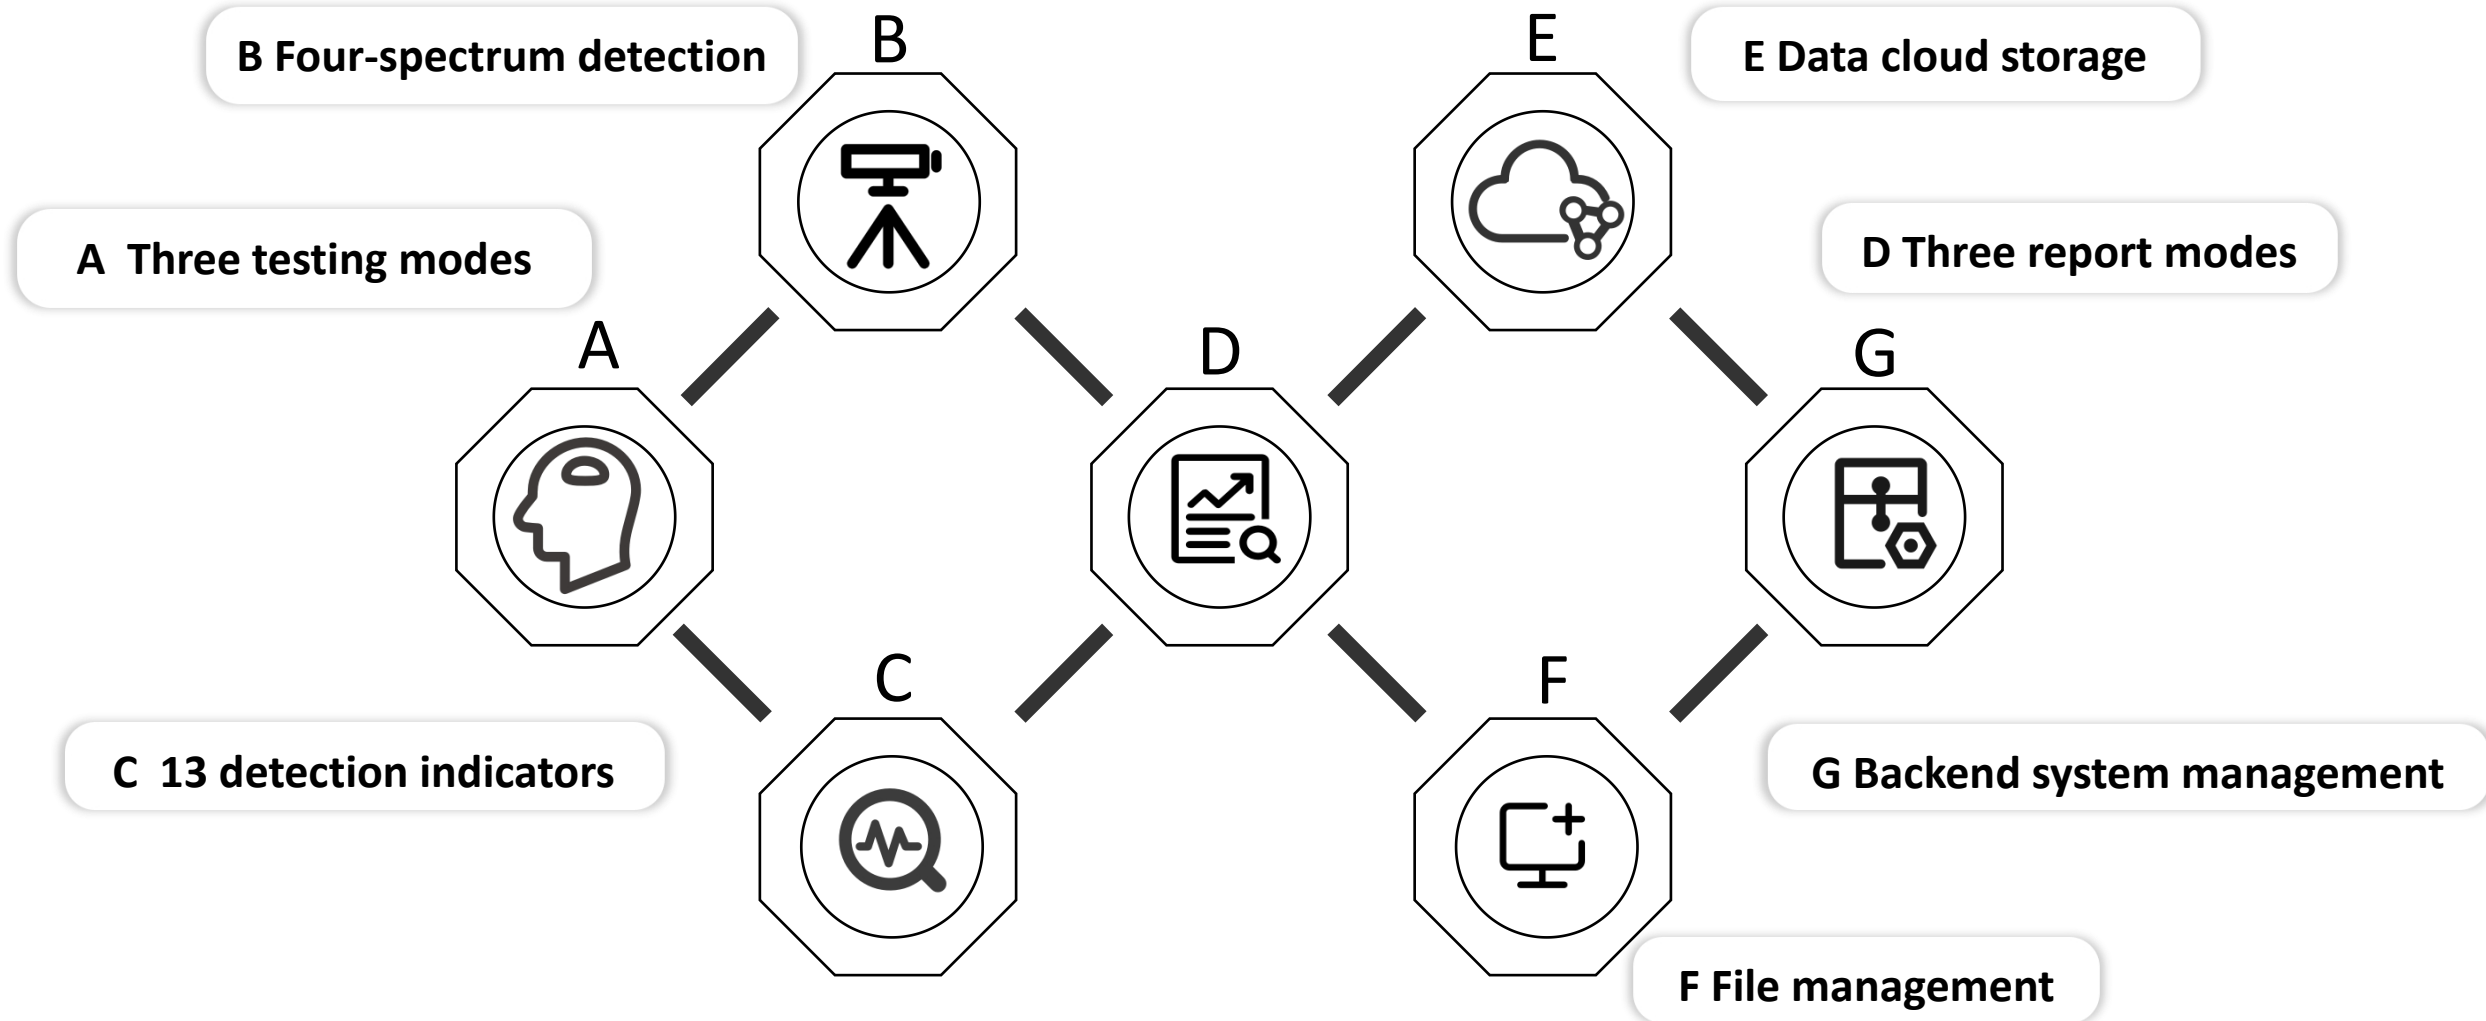 B
E
B Four-spectrum detection
E Data cloud storage
A  Three testing modes
D Three report modes
A
D
G
C
F
C  13 detection indicators
G Backend system management
F File management